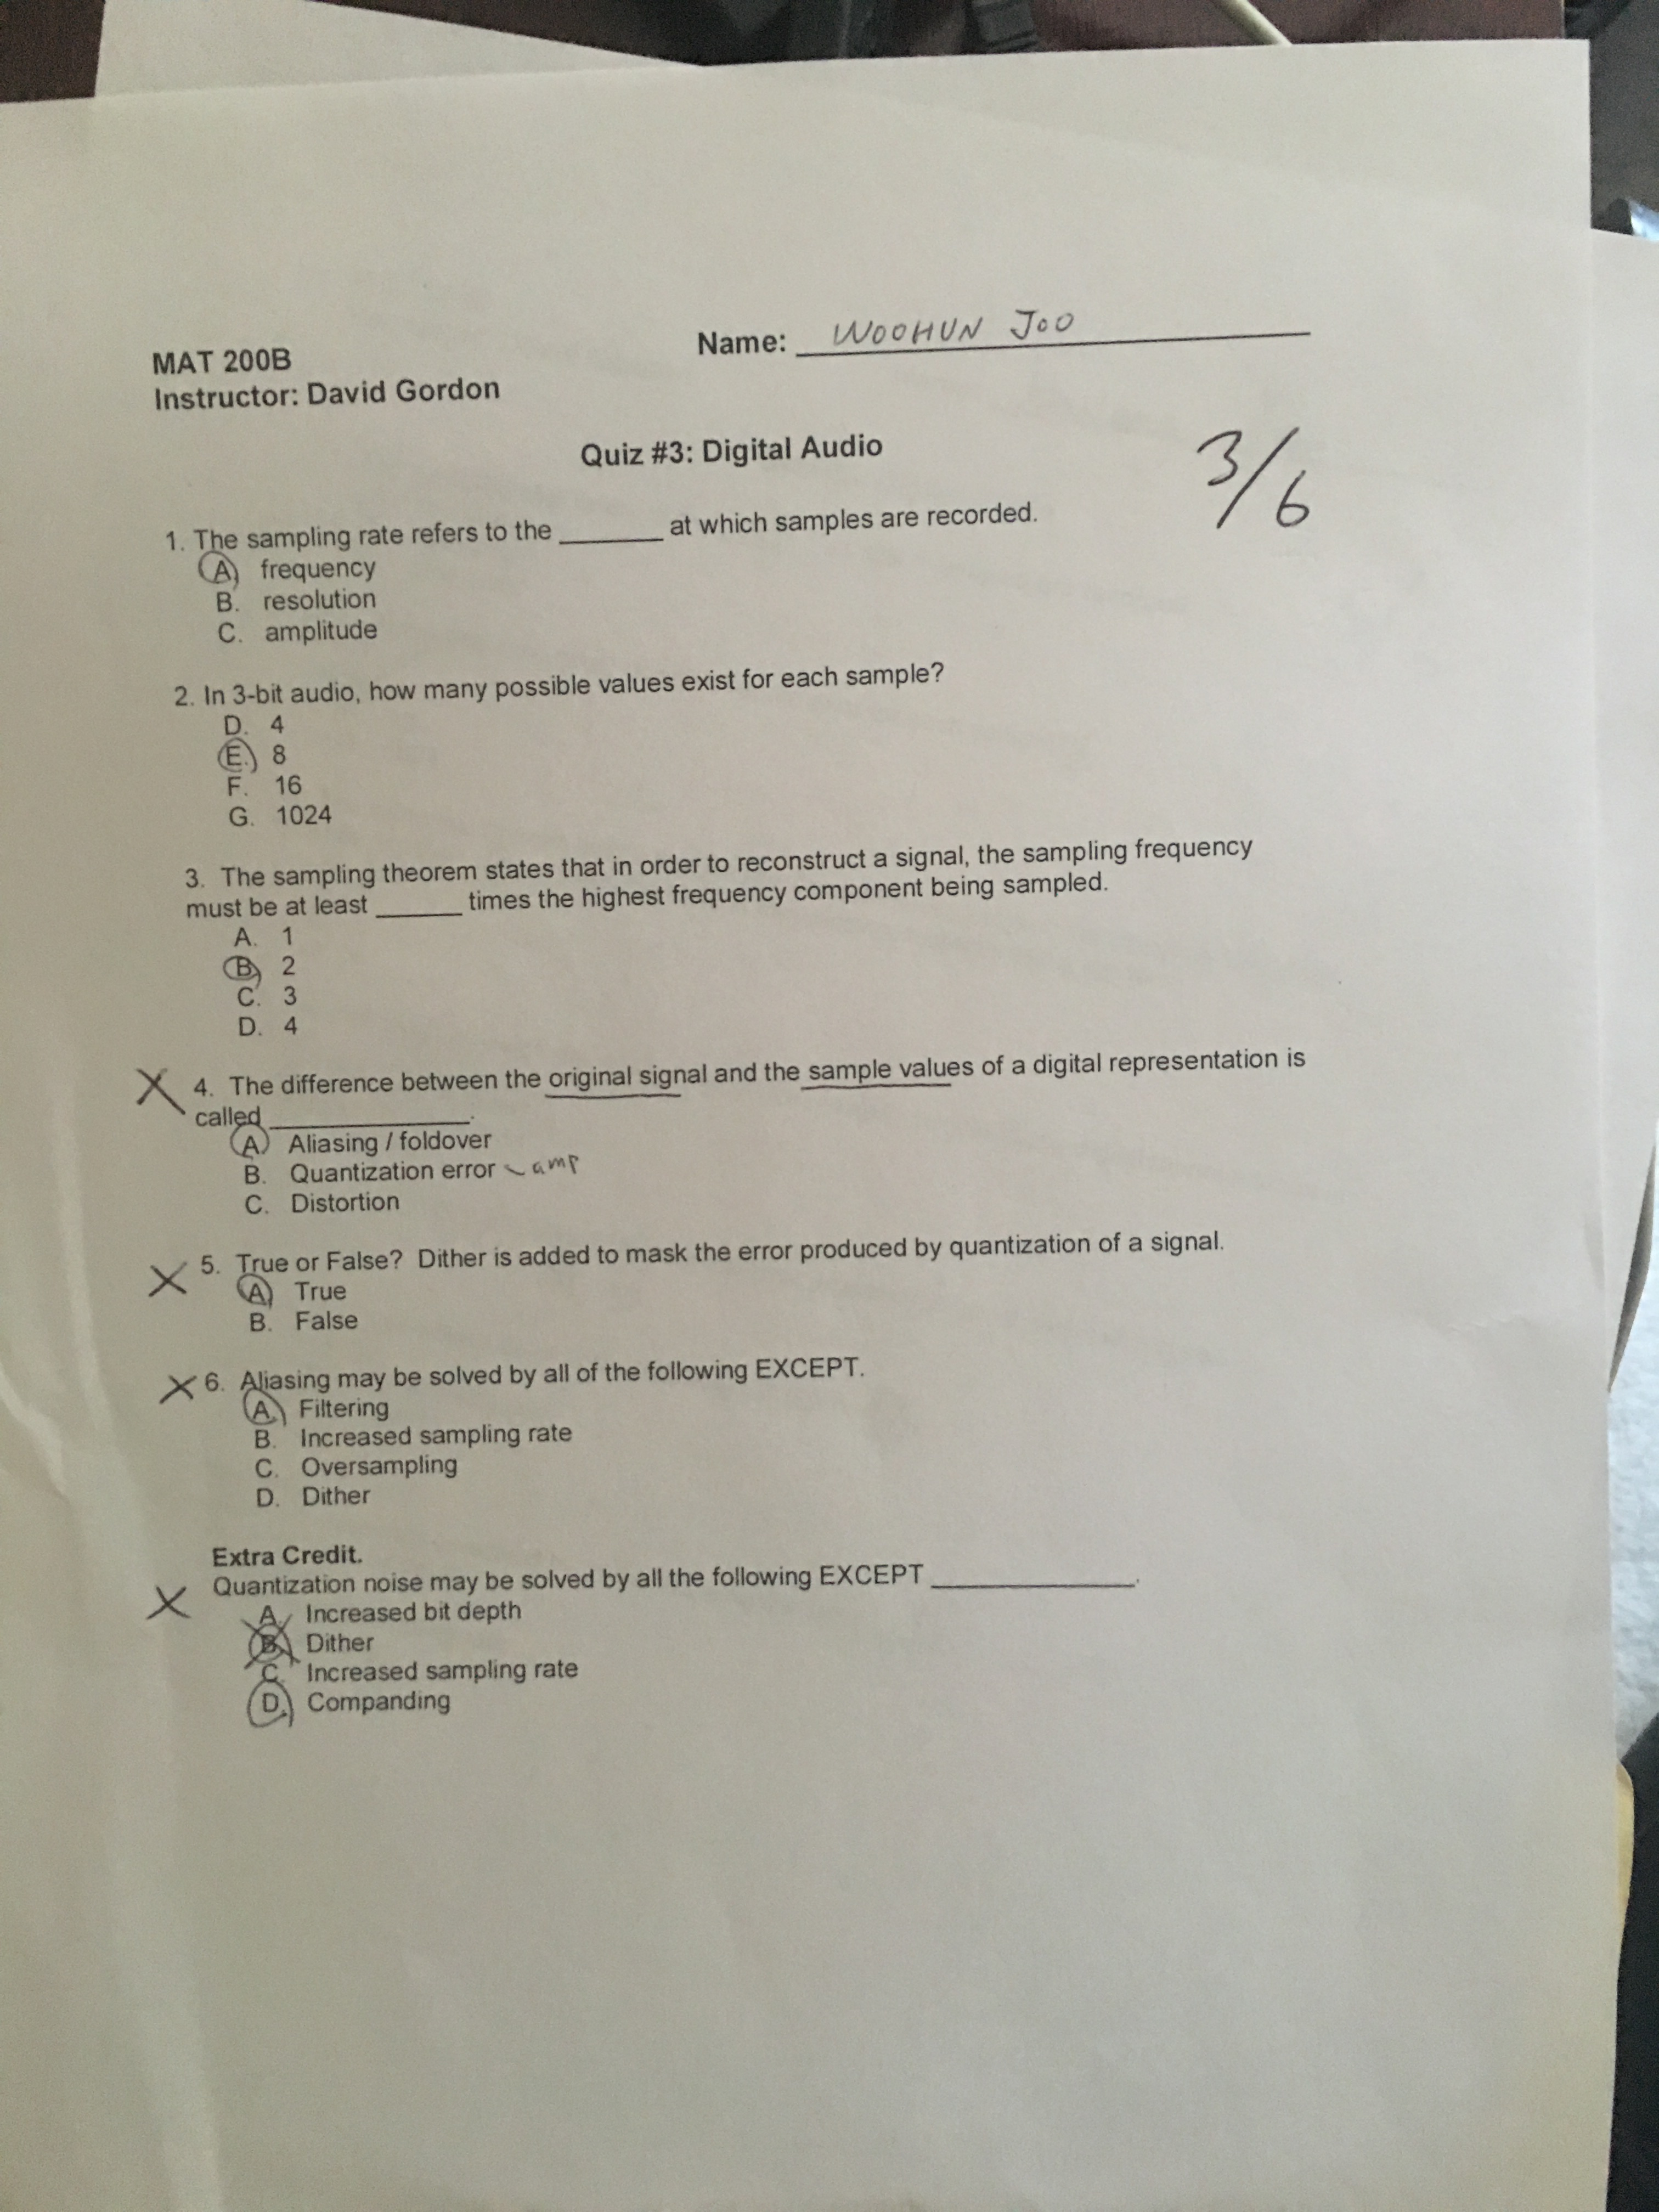 Name: WOOHUN JOO
MAT 200B
Instructor: David Gordon
Quiz #3: Digital Audio
3/6
1. The sampling rate refers to the ______ at which samples are recorded.
A. frequency
B. resolution
C. amplitude
2. In 3-bit audio, how many possible values exist for each sample?
D. 4
E. 8
F. 16
G. 1024
3. The sampling theorem states that in order to reconstruct a signal, the sampling frequency
must be at least ______ times the highest frequency component being sampled.
A. 1
B. 2
C. 3
D. 4
X 4. The difference between the original signal and the sample values of a digital representation is
called ____________.
A. Aliasing / foldover
B. Quantization error - amp
C. Distortion
X 5. True or False? Dither is added to mask the error produced by quantization of a signal.
A. True
B. False
X 6. Aliasing may be solved by all of the following EXCEPT.
A. Filtering
B. Increased sampling rate
C. Oversampling
D. Dither
Extra Credit.
X Quantization noise may be solved by all the following EXCEPT ____________.
A. Increased bit depth
B. Dither
C. Increased sampling rate
D. Companding